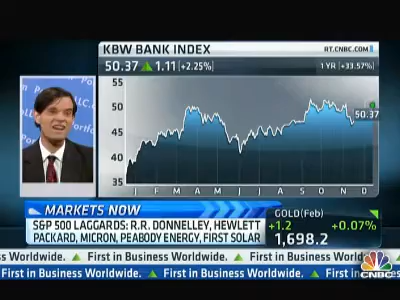 KBW BANK INDEX
RT.CNBC.com
50.37 1.11 (+2.25%)
1 YR (+33.57%)
55
50
45
40
35
50.37
J F M A M J J A S O N D
MARKETS NOW
S&P 500 LAGGARDS: R.R. DONNELLEY, HEWLETT
PACKARD, MICRON, PEABODY ENERGY, FIRST SOLAR
GOLD(Feb)
+1.2 +0.07%
1,698.2
Worldwide. First in Business Worldwide. First in Business Worldwide.
First in Business Worldwide. First in Business Worldwide.
CNBC